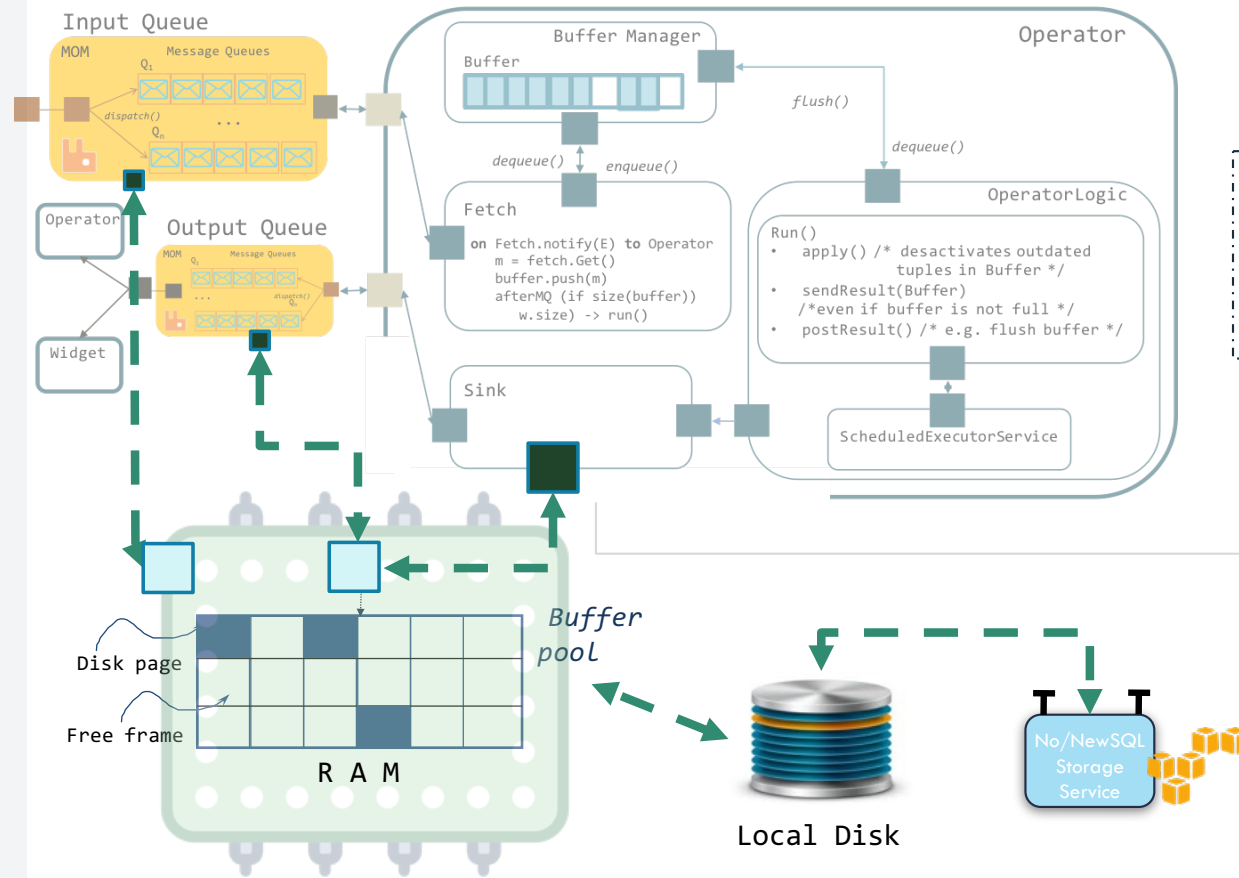 Input Queue
MOM
Message Queues
Q1
dispatch()
...
Qn
Operator
Output Queue
MOM
Message Queues
Q1
...
dispatch()
Qn
Widget
Operator
Buffer Manager
Buffer
flush()
dequeue()
enqueue()
dequeue()
Fetch
on Fetch.notify(E) to Operator
m = fetch.Get()
buffer.push(m)
afterMQ (if size(buffer))
w.size) -> run()
OperatorLogic
Run()
• apply() /* desactivates outdated
tuples in Buffer */
• sendResult(Buffer)
/*even if buffer is not full */
• postResult() /* e.g. flush buffer */
ScheduledExecutorService
Sink
Buffer
pool
Disk page
Free frame
R A M
Local Disk
No/NewSQL
Storage
Service